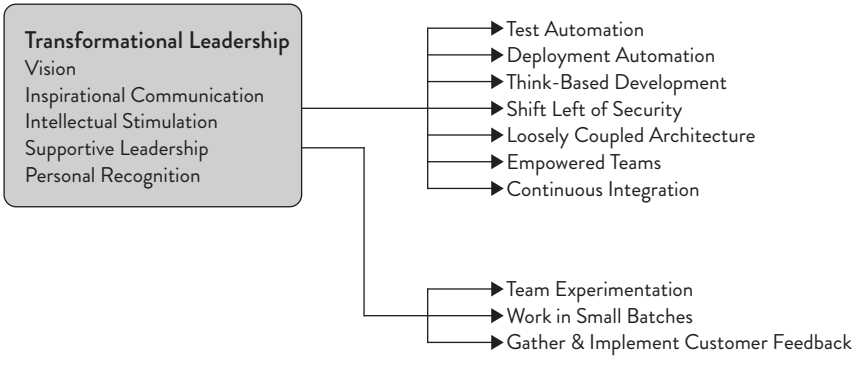 Transformational Leadership
Vision
Inspirational Communication
Intellectual Stimulation
Supportive Leadership
Personal Recognition
Test Automation
Deployment Automation
Think-Based Development
Shift Left of Security
Loosely Coupled Architecture
Empowered Teams
Continuous Integration
Team Experimentation
Work in Small Batches
Gather & Implement Customer Feedback